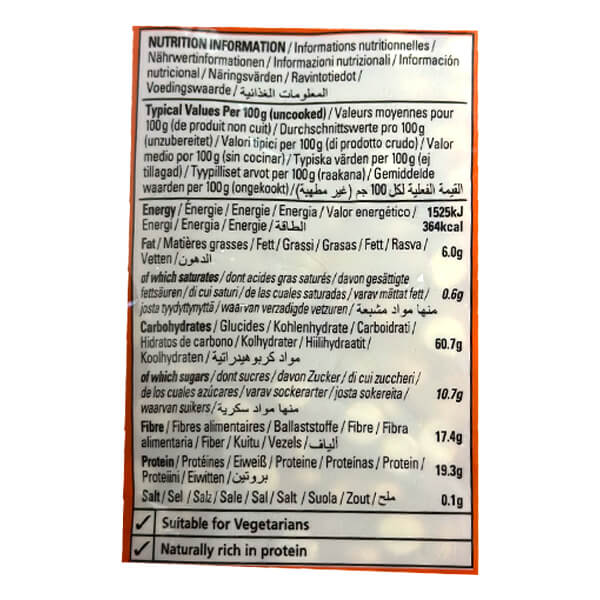 NUTRITION INFORMATION / Informations nutritionnelles /
Nährwertinformationen / Informazioni nutrizionali / Información
nutricional / Näringsvärden / Ravintotiedot /
Voedingswaarde / المعلومات الغذائية
Typical Values Per 100g (uncooked) / Valeurs moyennes pour
100g (de produit non cuit) / Durchschnittswerte pro 100g
(unzubereitet) / Valori tipici per 100g (di prodotto crudo) / Valor
medio por 100g (sin cocinar) / Typiska värden per 100g (ej
tillagad) / Tyypilliset arvot per 100g (raakana) / Gemiddelde
waarden per 100g (ongekookt) / القيمة الفعلية لكل 100 جم (غير مطهية)
Energy / Énergie / Energie / Energia / Valor energético / 1525kJ
Energi / Energia / Energie / الطاقة 364kcal
Fat / Matières grasses / Fett / Grassi / Grasas / Fett / Rasva /
Vetten / الدهون 6.0g
of which saturates / dont acides gras saturés / davon gesättigte
fettsäuren / di cui saturi / de las cuales saturadas / varav mättat fett /
josta tyydyttynyttä / waarvan verzadigde vetzuren / منها مواد مشبعة 0.6g
Carbohydrates / Glucides / Kohlenhydrate / Carboidrati /
Hidratos de carbono / Kolhydrater / Hiilihydraatit /
Koolhydraten / مواد كربوهيدراتية 60.7g
of which sugars / dont sucres / davon Zucker / di cui zuccheri /
de los cuales azúcares / varav sockerarter / josta sokereita /
waarvan suikers / منها مواد سكرية 10.7g
Fibre / Fibres alimentaires / Ballaststoffe / Fibre / Fibra
alimentaria / Fiber / Kuitu / Vezels / ألياف 17.4g
Protein / Protéines / Eiweiß / Proteine / Proteínas / Protein /
Proteiini / Eiwitten / بروتين 19.3g
Salt / Sel / Salz / Sale / Sal / Salt / Suola / Zout / ملح 0.1g
✓ Suitable for Vegetarians
✓ Naturally rich in protein